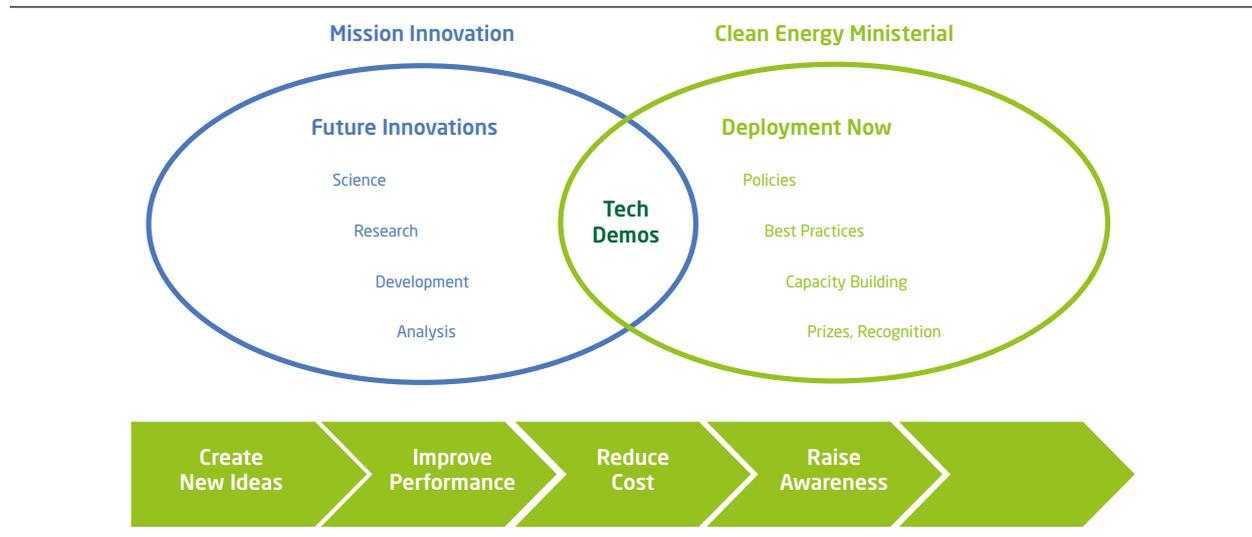 Mission Innovation
Clean Energy Ministerial
Future Innovations
Science
Research
Development
Analysis
Tech
Demos
Deployment Now
Policies
Best Practices
Capacity Building
Prizes, Recognition
Create
New Ideas
Improve
Performance
Reduce
Cost
Raise
Awareness